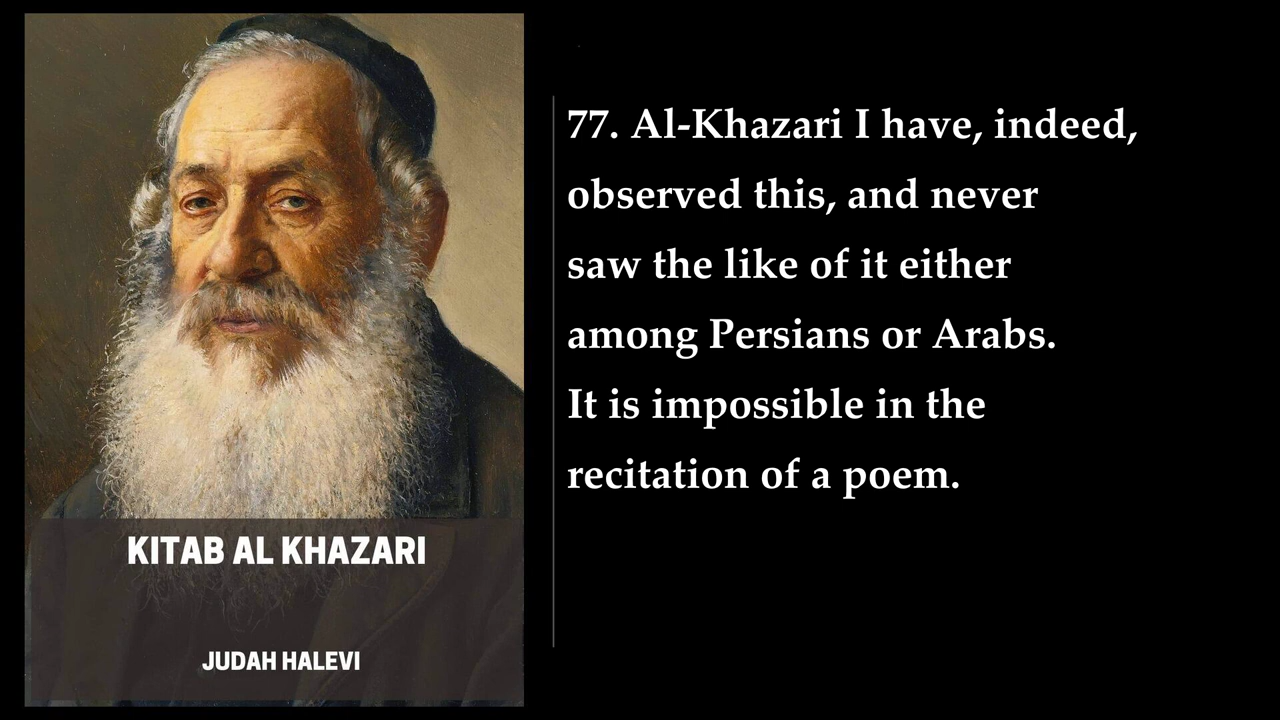 KITAB AL KHAZARI
JUDAH HALEVI
77. Al-Khazari I have, indeed,
observed this, and never
saw the like of it either
among Persians or Arabs.
It is impossible in the
recitation of a poem.